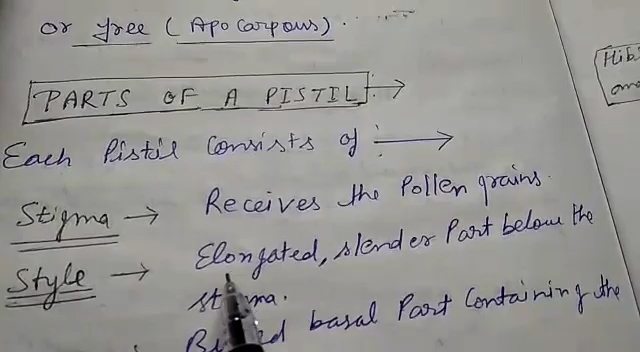 or free (Apocarpous).
Hib
PARTS OF A PISTIL
Each Pistil consists of :
Stigma → Receives the Pollen grains.
Style → Elongated, slender Part below the
basal Part Containing the